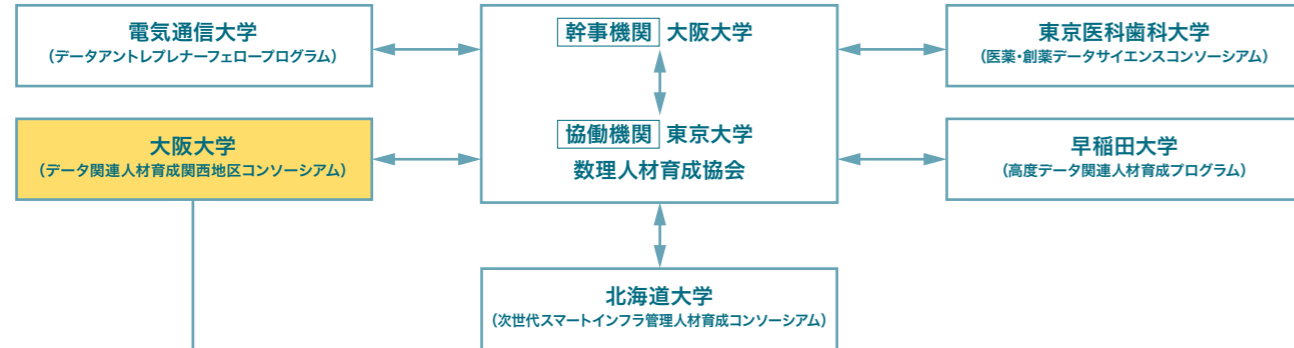 電気通信大学
(データアントレプレナーフェロープログラム)
大阪大学
(データ関連人材育成関西地区コンソーシアム)
幹事機関 大阪大学
協働機関 東京大学
数理人材育成協会
東京医科歯科大学
(医薬・創薬データサイエンスコンソーシアム)
早稲田大学
(高度データ関連人材育成プログラム)
北海道大学
(次世代スマートインフラ管理人材育成コンソーシアム)